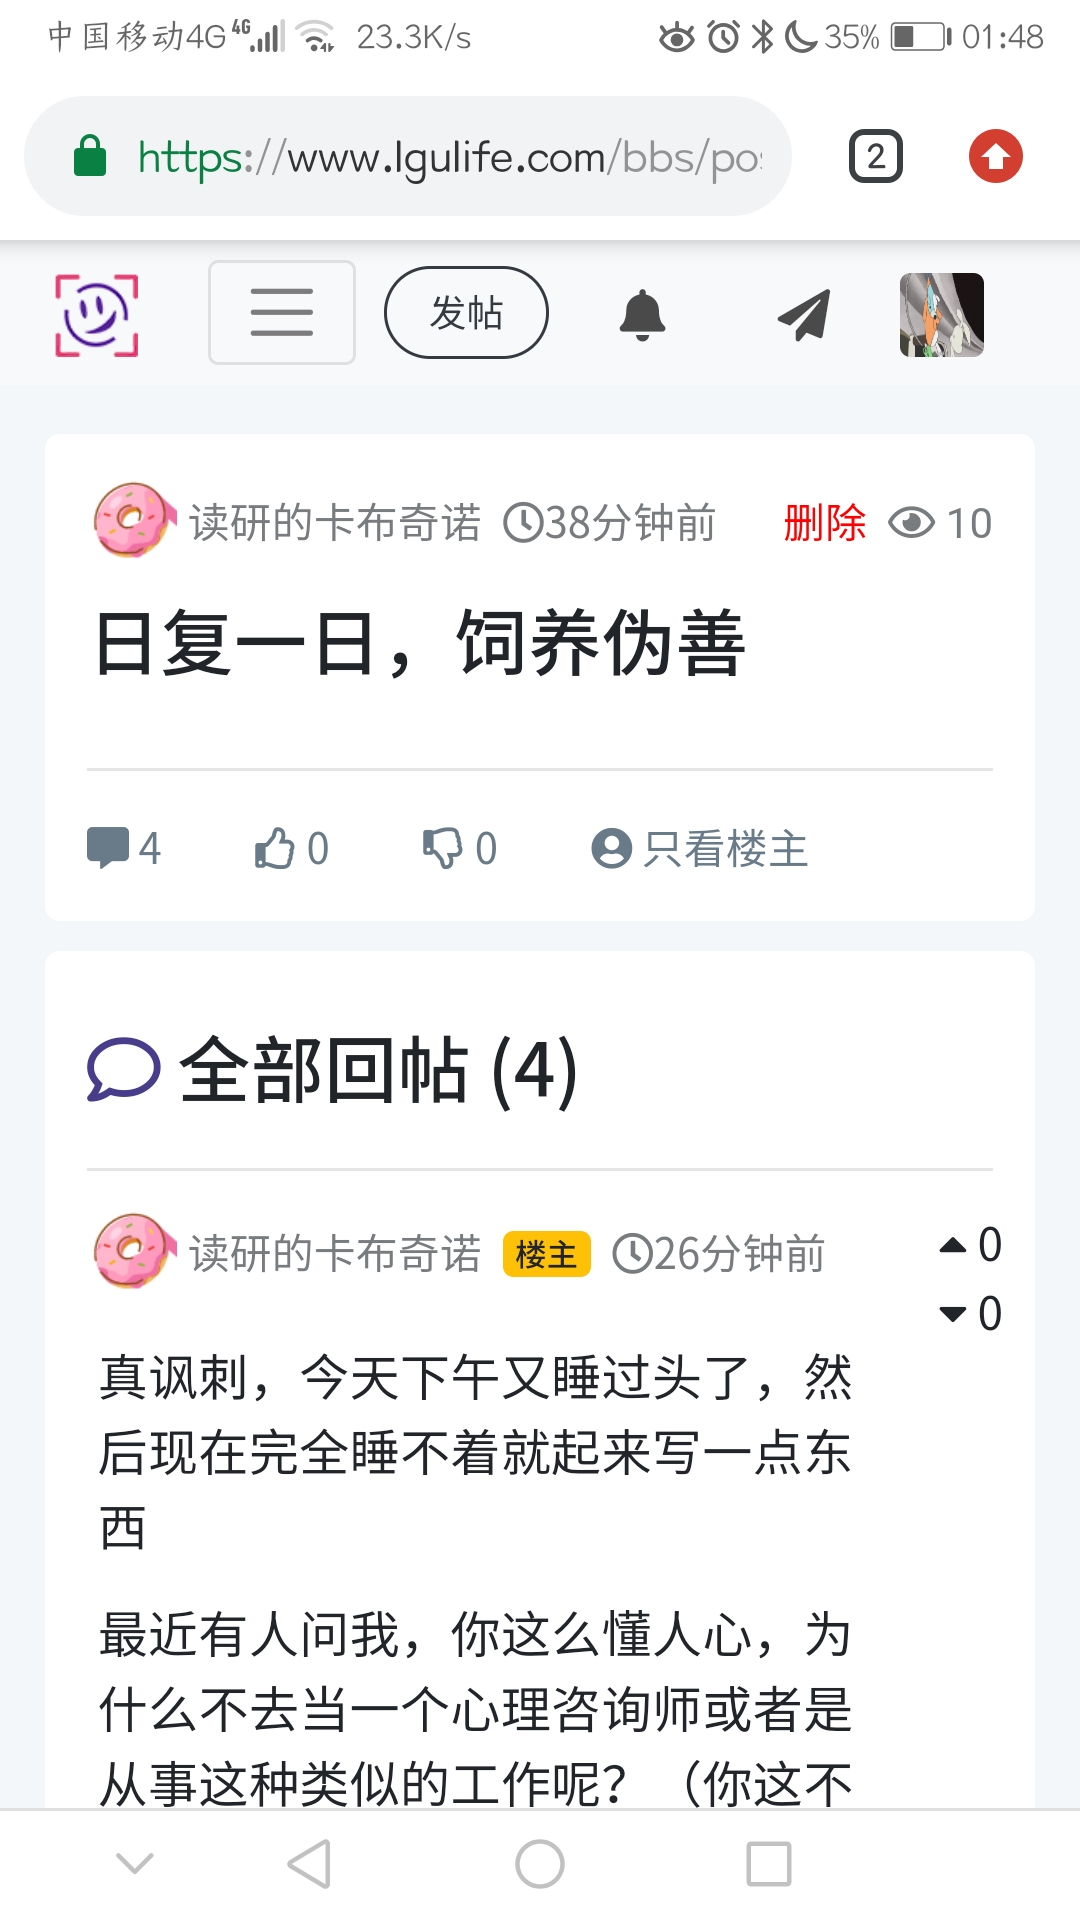 中国移动4G 4G 23.3K/s 35% 01:48
https://www.lgulife.com/bbs/pos
2
发帖
读研的卡布奇诺 38分钟前 删除 10
日复一日，饲养伪善
4 0 0 只看楼主
全部回帖 (4)
读研的卡布奇诺 楼主 26分钟前 0
0
真讽刺，今天下午又睡过头了，然
后现在完全睡不着就起来写一点东
西
最近有人问我，你这么懂人心，为
什么不去当一个心理咨询师或者是
从事这种类似的工作呢？（你这不